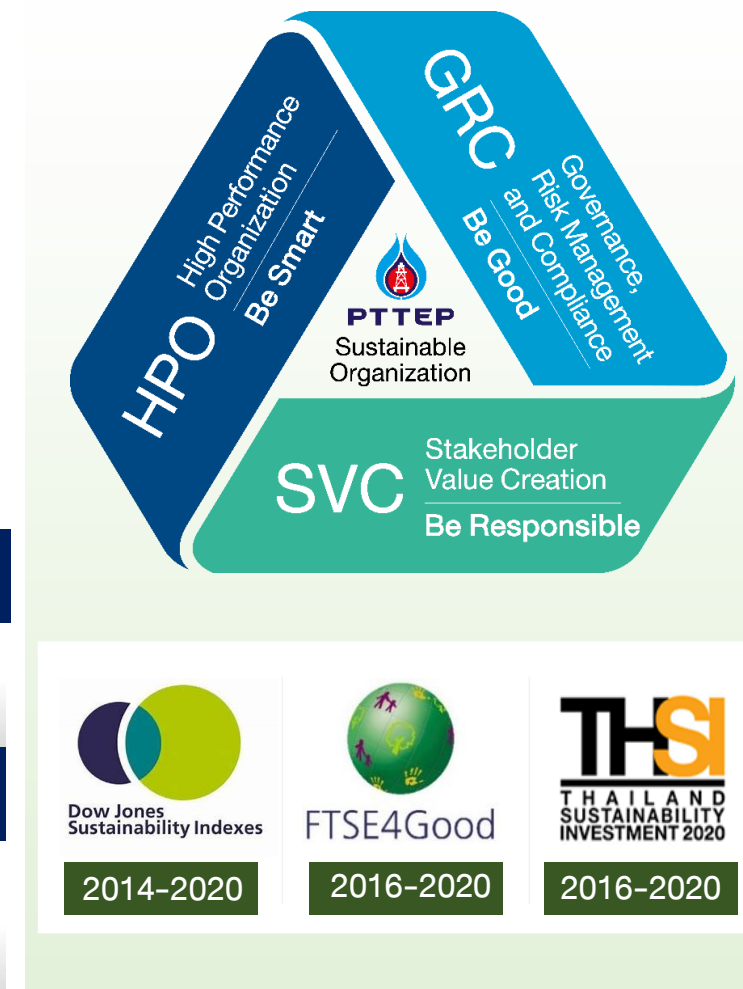 HPO
High Performance
Organization
Be Smart
GRC
Governance,
Risk Management
and Compliance
Be Good
PTTEP
Sustainable
Organization
SVC
Stakeholder
Value Creation
Be Responsible
Dow Jones
Sustainability Indexes
2014-2020
FTSE4Good
2016-2020
THSI
THAILAND
SUSTAINABILITY
INVESTMENT 2020
2016-2020